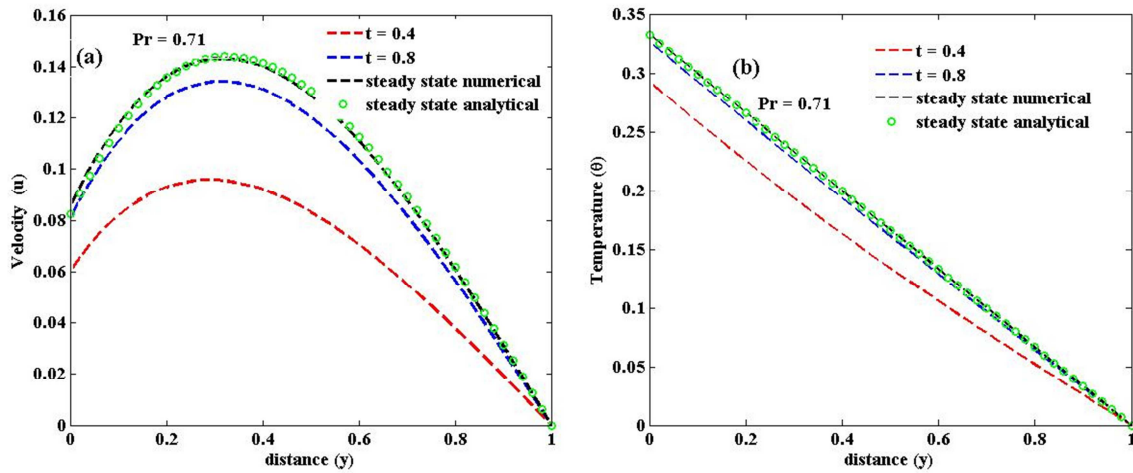 (a)
Pr = 0.71
t = 0.4
t = 0.8
steady state numerical
steady state analytical
0.16
0.14
0.12
0.1
0.08
0.06
0.04
0.02
0
Velocity (u)
0 0.2 0.4 0.6 0.8 1
distance (y)
(b)
Pr = 0.71
t = 0.4
t = 0.8
steady state numerical
steady state analytical
0.35
0.3
0.25
0.2
0.15
0.1
0.05
0
Temperature (θ)
0 0.2 0.4 0.6 0.8 1
distance (y)